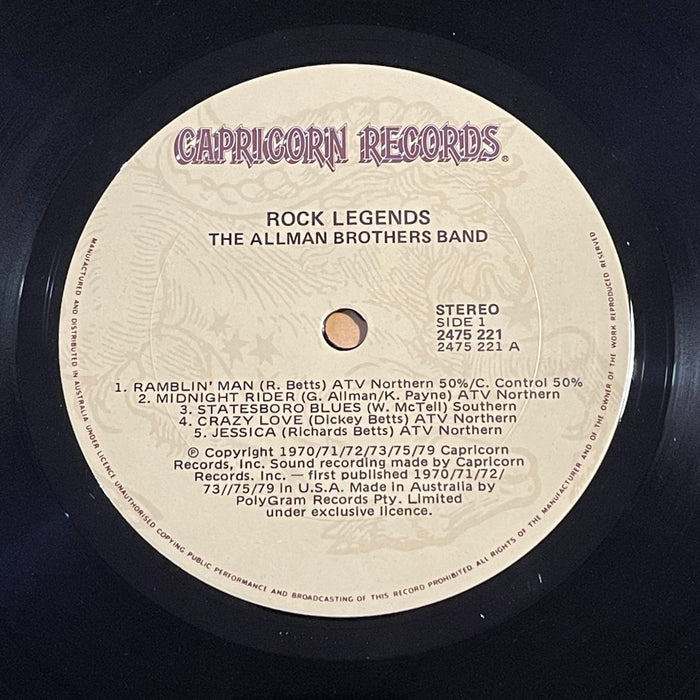 CAPRICORN RECORDS®
ROCK LEGENDS
THE ALLMAN BROTHERS BAND
STEREO
SIDE 1
2475 221
2475 221 A
1. RAMBLIN' MAN (R. Betts) ATV Northern 50%/C. Control 50%
2. MIDNIGHT RIDER (G. Allman/K. Payne) ATV Northern
3. STATESBORO BLUES (W. McTell) Southern
4. CRAZY LOVE (Dickey Betts) ATV Northern
5. JESSICA (Richards Betts) ATV Northern
℗ Copyright 1970/71/72/73/75/79 Capricorn
Records, Inc. Sound recording made by Capricorn
Records. Inc. — first published 1970/71/72/
73//75/79 in U.S.A. Made in Australia by
PolyGram Records Pty. Limited
under exclusive licence.
MANUFACTURED AND DISTRIBUTED IN AUSTRALIA UNDER LICENCE UNAUTHORISED COPYING PUBLIC PERFORMANCE AND BROADCASTING OF THIS RECORD PROHIBITED. ALL RIGHTS OF THE MANUFACTURER AND OF THE OWNER OF THE WORK REPRODUCED RESERVED